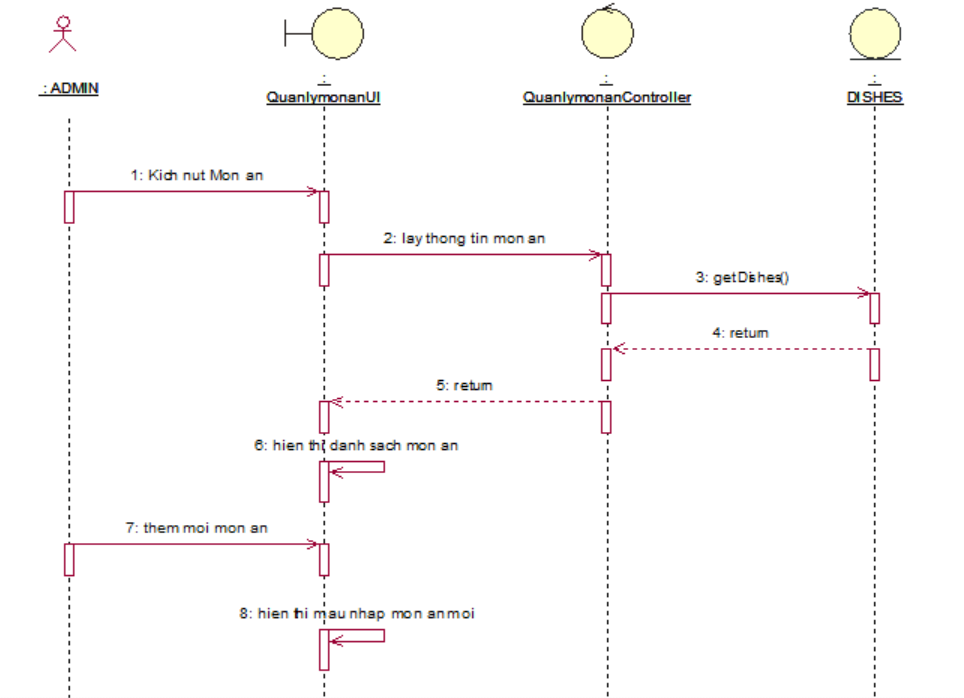 : ADMIN
:
QuanlymonanUI
:
QuanlymonanController
:
DISHES
1: Kich nut Mon an
2: lay thong tin mon an
3: getDishes()
4: return
5: return
6: hien thi danh sach mon an
7: them moi mon an
8: hien thi mau nhap mon an moi